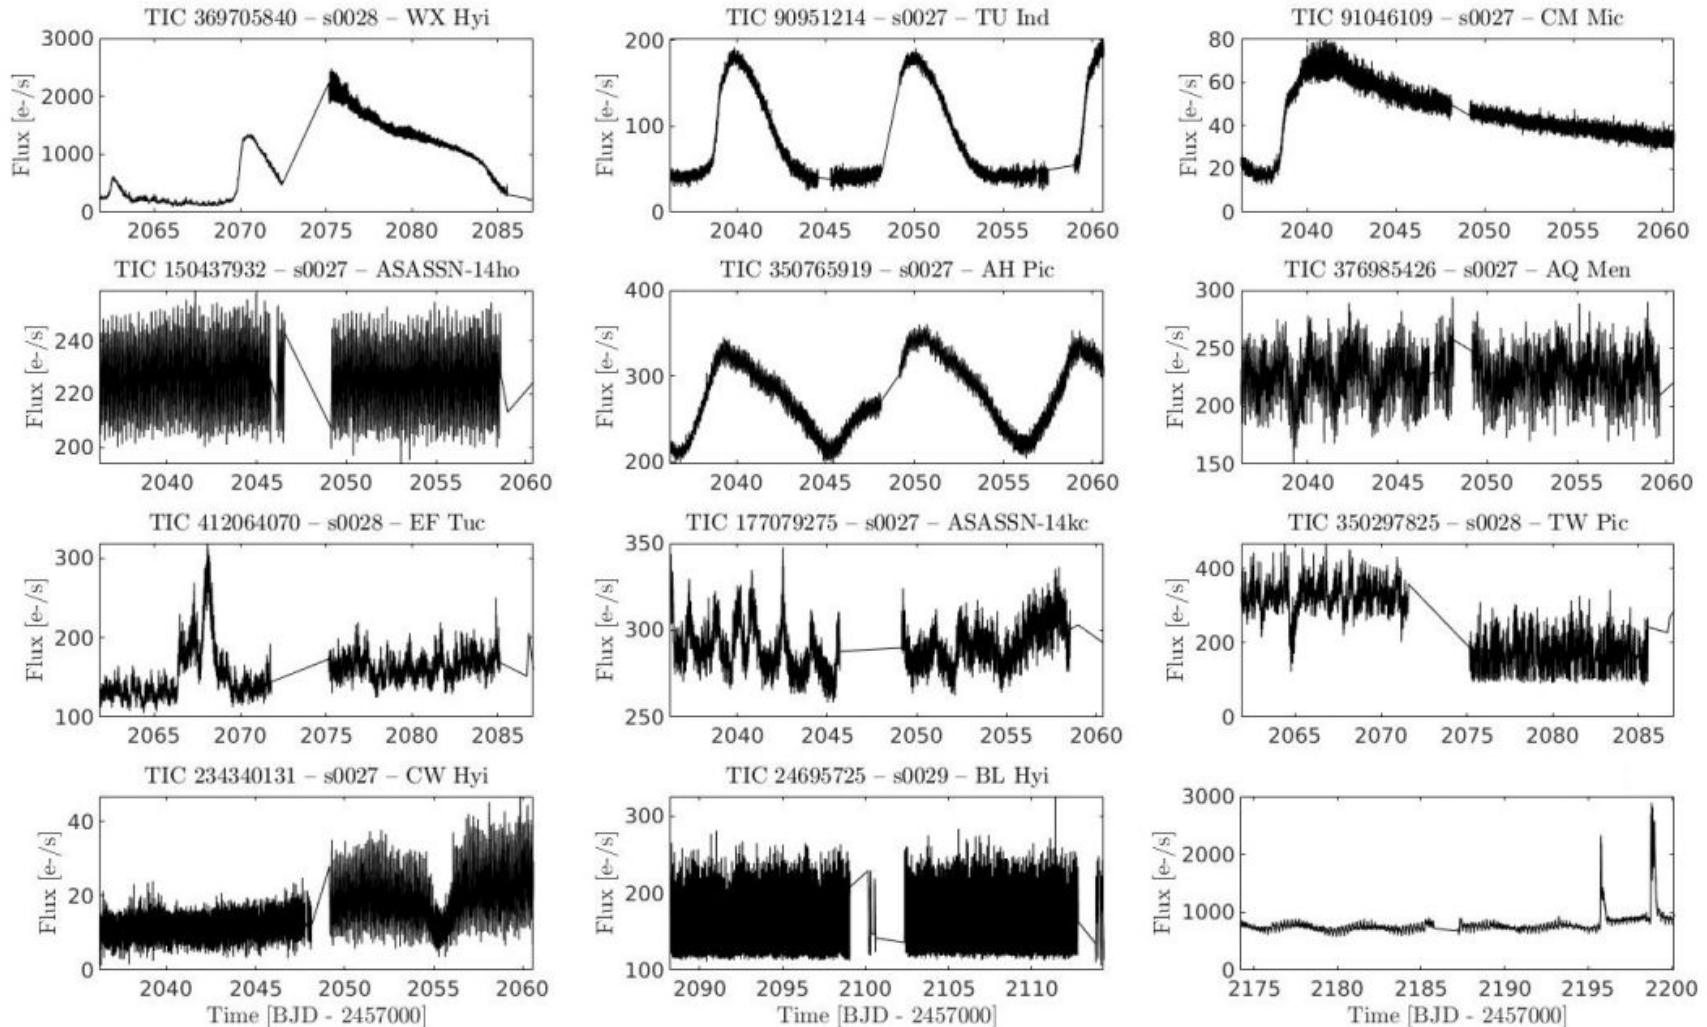 TIC 369705840 – s0028 – WX Hyi
3000
2000
1000
0
Flux [e-/s]
2065 2070 2075 2080 2085
TIC 90951214 – s0027 – TU Ind
200
100
0
Flux [e-/s]
2040 2045 2050 2055 2060
TIC 91046109 – s0027 – CM Mic
80
60
40
20
0
Flux [e-/s]
2040 2045 2050 2055 2060
TIC 150437932 – s0027 – ASASSN-14ho
240
220
200
Flux [e-/s]
2040 2045 2050 2055 2060
TIC 350765919 – s0027 – AH Pic
400
300
200
Flux [e-/s]
2040 2045 2050 2055 2060
TIC 376985426 – s0027 – AQ Men
300
250
200
150
Flux [e-/s]
2040 2045 2050 2055 2060
TIC 412064070 – s0028 – EF Tuc
300
200
100
Flux [e-/s]
2065 2070 2075 2080 2085
TIC 177079275 – s0027 – ASASSN-14kc
350
300
250
Flux [e-/s]
2040 2045 2050 2055 2060
TIC 350297825 – s0028 – TW Pic
400
200
0
Flux [e-/s]
2065 2070 2075 2080 2085
TIC 234340131 – s0027 – CW Hyi
40
20
0
Flux [e-/s]
2040 2045 2050 2055 2060
Time [BJD - 2457000]
TIC 24695725 – s0029 – BL Hyi
300
200
100
Flux [e-/s]
2090 2095 2100 2105 2110
Time [BJD - 2457000]
3000
2000
1000
0
Flux [e-/s]
2175 2180 2185 2190 2195 2200
Time [BJD - 2457000]